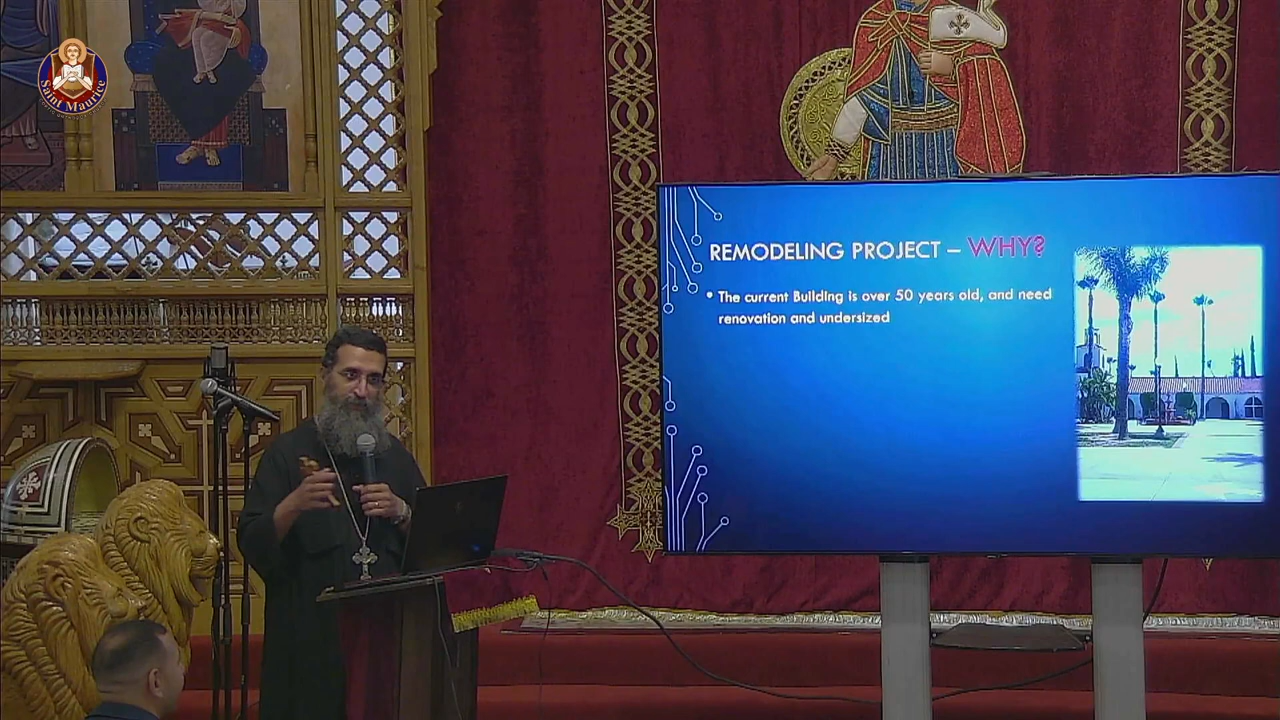 Saint Maurice
REMODELING PROJECT – WHY?
• The current Building is over 50 years old, and need
renovation and undersized